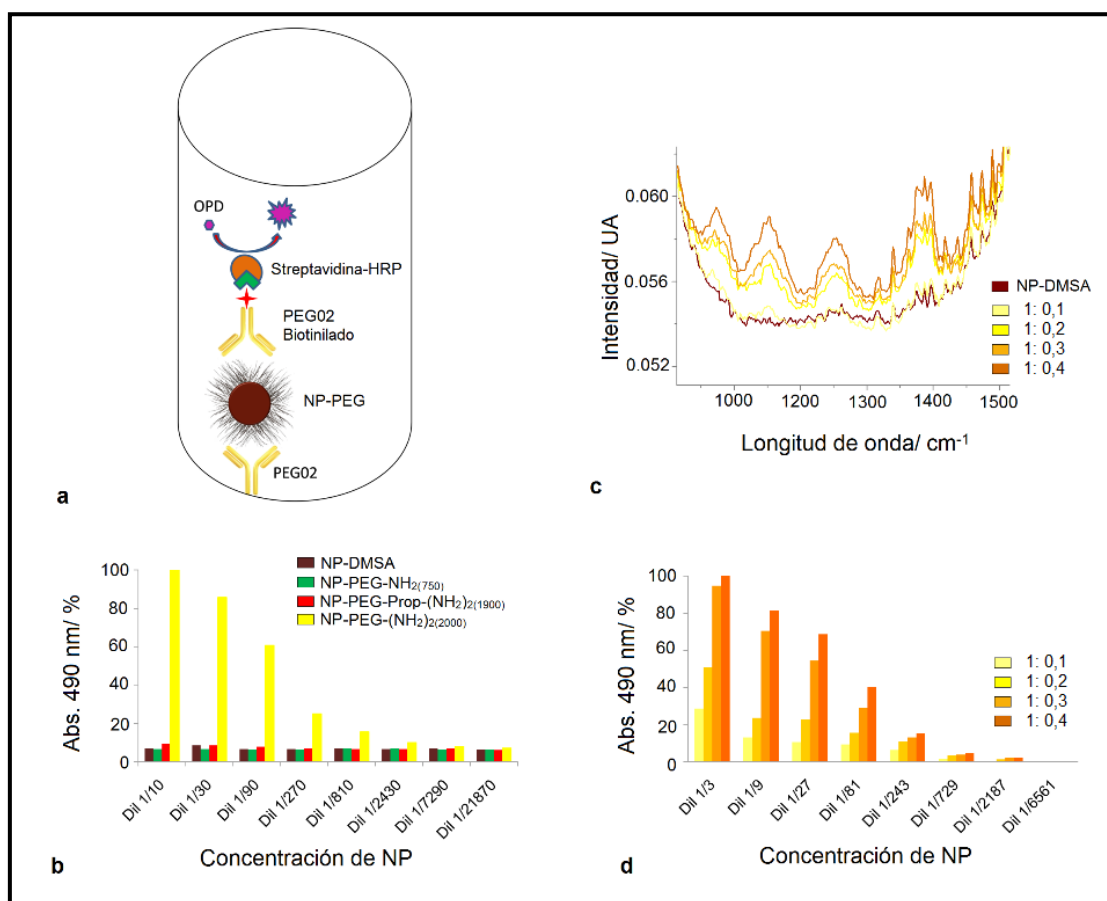 OPD
Streptavidina-HRP
PEG02
Biotinilado
NP-PEG
PEG02
a
0.060
0.056
0.052
Intensidad/ UA
1000 1200 1300 1400 1500
Longitud de onda/ cm⁻¹
NP-DMSA
1: 0,1
1: 0,2
1: 0,3
1: 0,4
c
100
80
60
40
20
0
Abs. 490 nm/ %
NP-DMSA
NP-PEG-NH₂₍₇₅₀₎
NP-PEG-Prop-(NH₂)₂₍₁₉₀₀₎
NP-PEG-(NH₂)₂₍₂₀₀₀₎
Dil 1/10
Dil 1/30
Dil 1/90
Dil 1/270
Dil 1/810
Dil 1/2430
Dil 1/7290
Dil 1/21870
Concentración de NP
b
100
80
60
40
20
0
Abs. 490 nm/ %
1: 0,1
1: 0,2
1: 0,3
1: 0,4
Dil 1/3
Dil 1/9
Dil 1/27
Dil 1/81
Dil 1/243
Dil 1/729
Dil 1/2187
Dil 1/6561
Concentración de NP
d